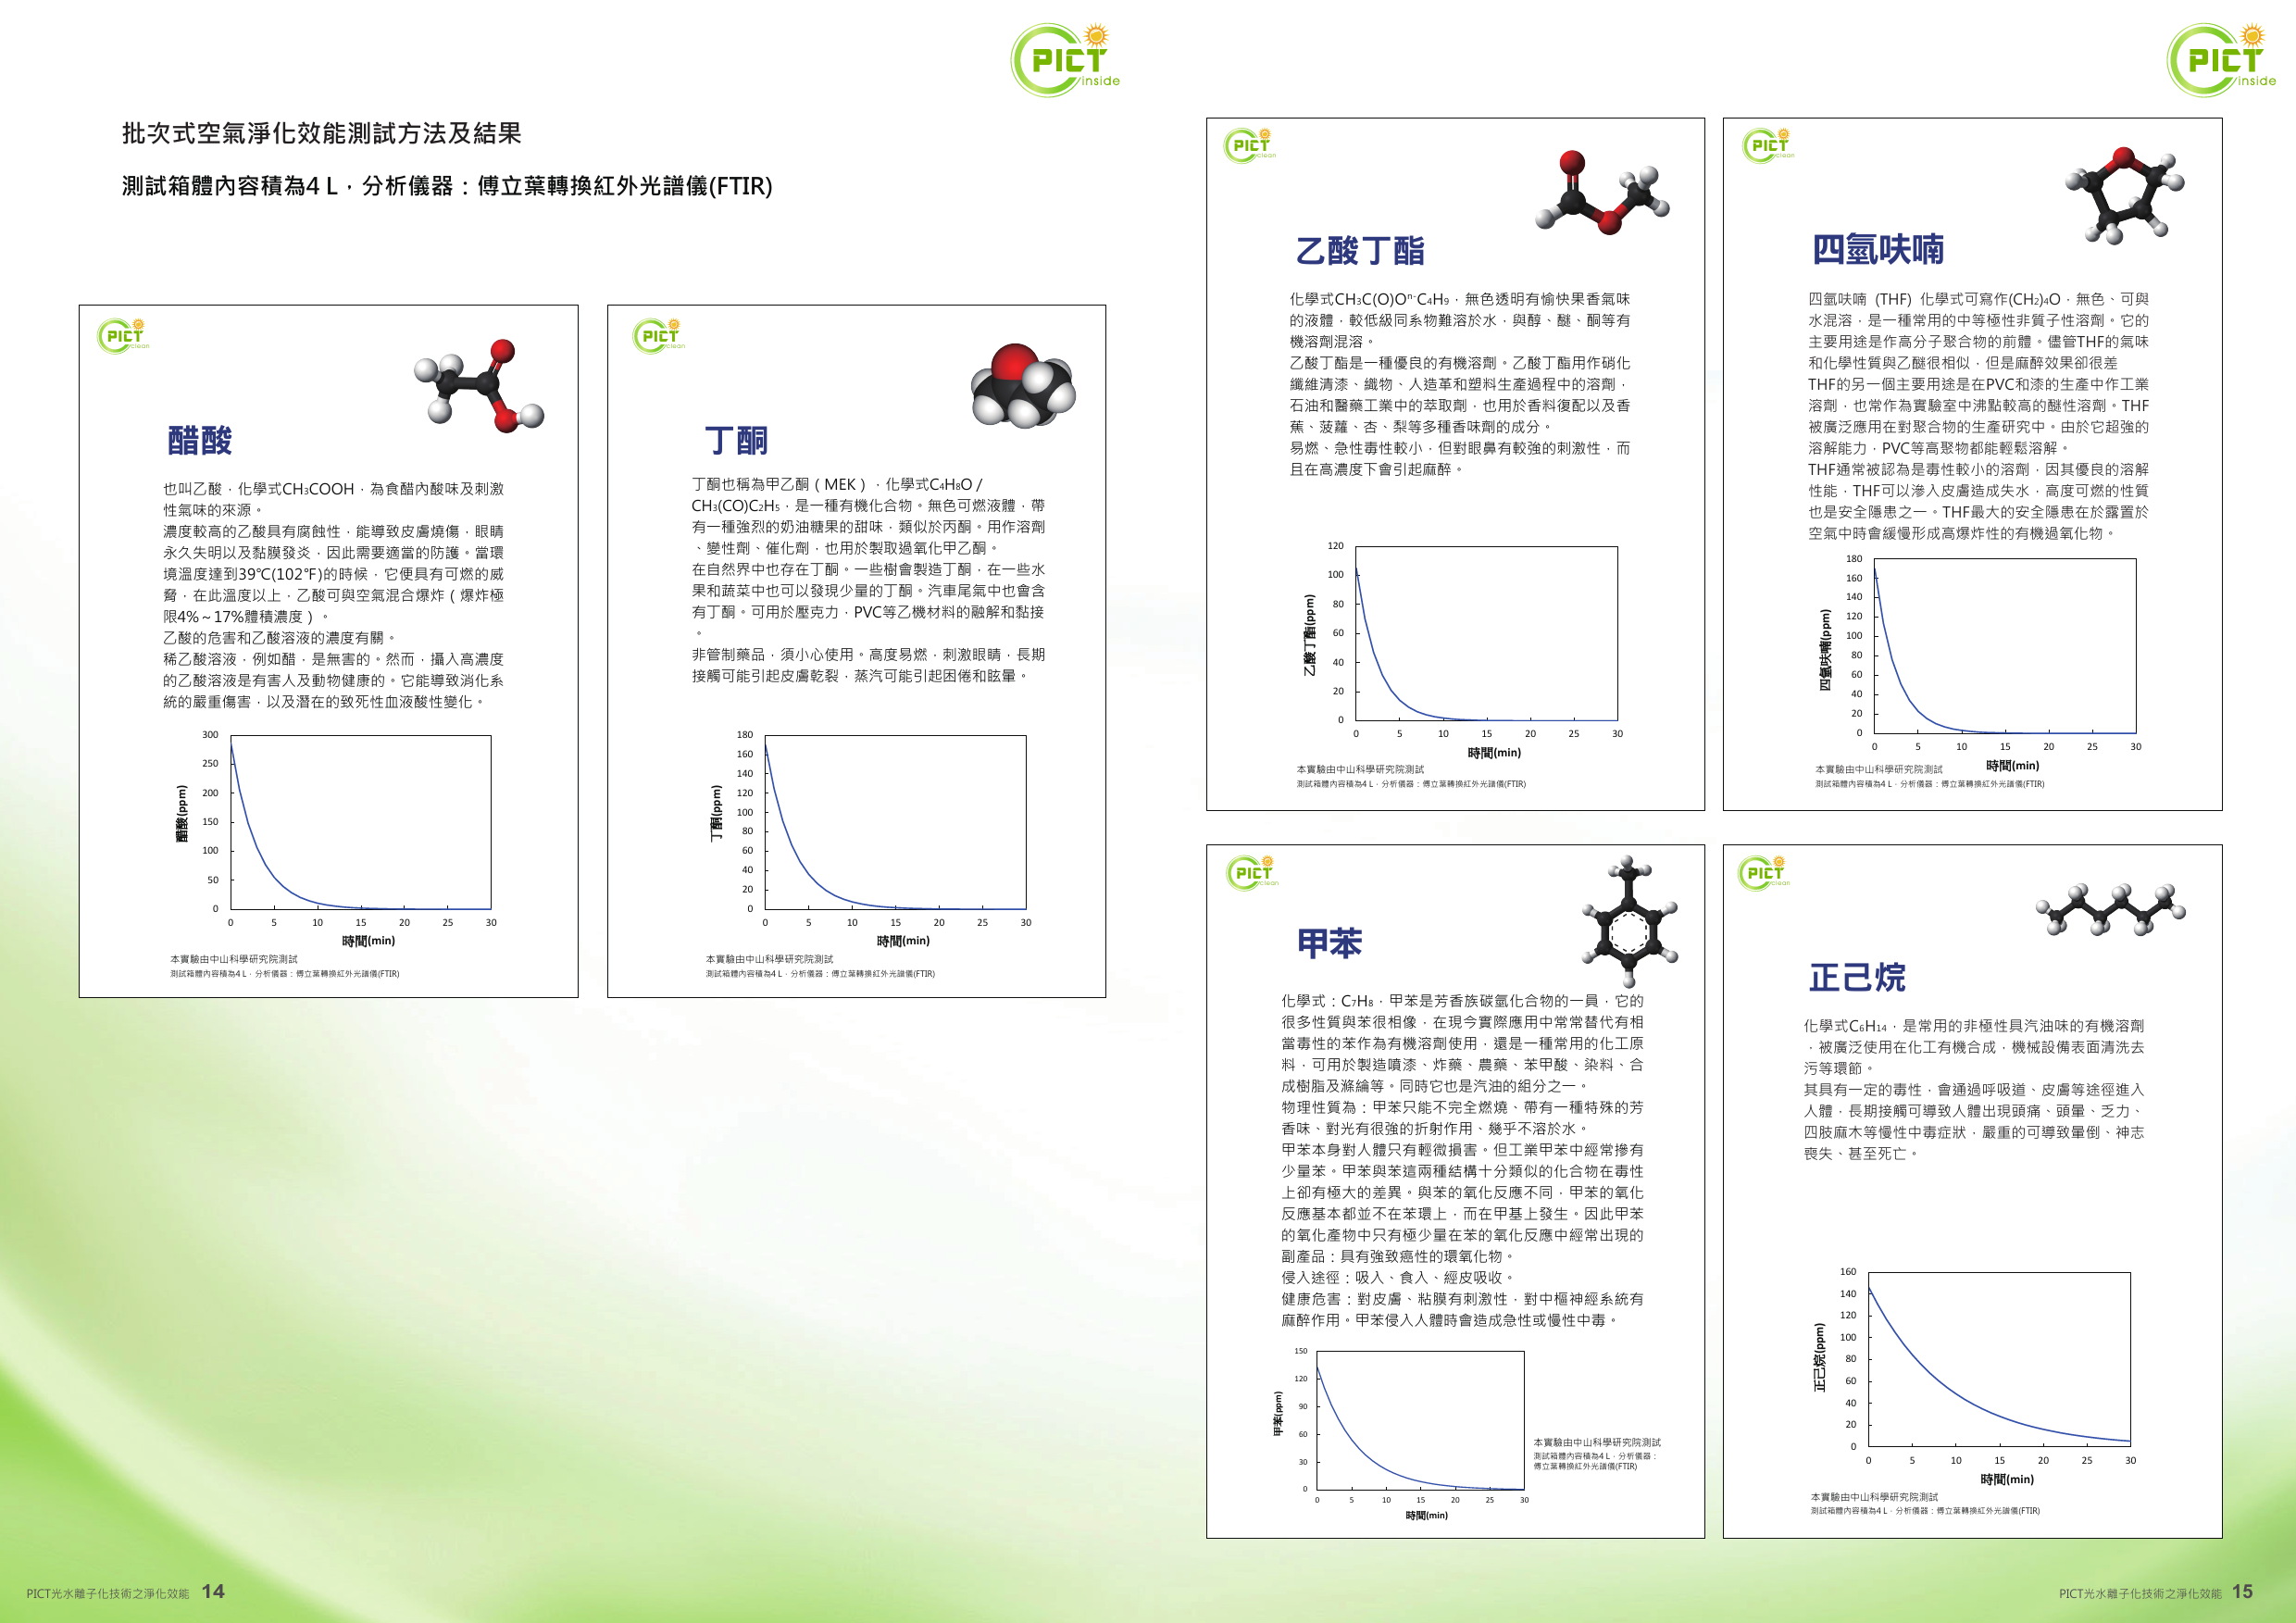 PICT
inside
批次式空氣淨化效能測試方法及結果
測試箱體內容積為4 L，分析儀器：傅立葉轉換紅外光譜儀(FTIR)
PICT
clean
醋酸
也叫乙酸，化學式CH₃COOH，為食醋內酸味及刺激
性氣味的來源。
濃度較高的乙酸具有腐蝕性，能導致皮膚燒傷，眼睛
永久失明以及黏膜發炎，因此需要適當的防護。當環
境溫度達到39℃(102℉)的時候，它便具有可燃的威
脅，在此溫度以上，乙酸可與空氣混合爆炸（爆炸極
限4%～17%體積濃度）。
乙酸的危害和乙酸溶液的濃度有關。
稀乙酸溶液，例如醋，是無害的。然而，攝入高濃度
的乙酸溶液是有害人及動物健康的。它能導致消化系
統的嚴重傷害，以及潛在的致死性血液酸性變化。
醋酸(ppm)
300
250
200
150
100
50
0
0 5 10 15 20 25 30
時間(min)
本實驗由中山科學研究院測試
測試箱體內容積為4 L，分析儀器：傅立葉轉換紅外光譜儀(FTIR)
PICT
clean
丁酮
丁酮也稱為甲乙酮（MEK），化學式C₄H₈O /
CH₃(CO)C₂H₅，是一種有機化合物。無色可燃液體，帶
有一種強烈的奶油糖果的甜味，類似於丙酮。用作溶劑
、變性劑、催化劑，也用於製取過氧化甲乙酮。
在自然界中也存在丁酮。一些樹會製造丁酮，在一些水
果和蔬菜中也可以發現少量的丁酮。汽車尾氣中也會含
有丁酮。可用於壓克力，PVC等乙機材料的融解和黏接
。
非管制藥品，須小心使用。高度易燃，刺激眼睛，長期
接觸可能引起皮膚乾裂，蒸汽可能引起困倦和眩暈。
丁酮(ppm)
180
160
140
120
100
80
60
40
20
0
0 5 10 15 20 25 30
時間(min)
本實驗由中山科學研究院測試
測試箱體內容積為4 L，分析儀器：傅立葉轉換紅外光譜儀(FTIR)
PICT光水離子化技術之淨化效能 14
PICT
inside
PICT
clean
乙酸丁酯
化學式CH₃C(O)Oⁿ⁻C₄H₉，無色透明有愉快果香氣味
的液體，較低級同系物難溶於水，與醇、醚、酮等有
機溶劑混溶。
乙酸丁酯是一種優良的有機溶劑。乙酸丁酯用作硝化
纖維清漆、織物、人造革和塑料生產過程中的溶劑，
石油和醫藥工業中的萃取劑，也用於香料復配以及香
蕉、菠蘿、杏、梨等多種香味劑的成分。
易燃、急性毒性較小，但對眼鼻有較強的刺激性，而
且在高濃度下會引起麻醉。
乙酸丁酯(ppm)
120
100
80
60
40
20
0
0 5 10 15 20 25 30
時間(min)
本實驗由中山科學研究院測試
測試箱體內容積為4 L，分析儀器：傅立葉轉換紅外光譜儀(FTIR)
PICT
clean
四氫呋喃
四氫呋喃 (THF) 化學式可寫作(CH₂)₄O，無色、可與
水混溶，是一種常用的中等極性非質子性溶劑。它的
主要用途是作高分子聚合物的前體。儘管THF的氣味
和化學性質與乙醚很相似，但是麻醉效果卻很差
THF的另一個主要用途是在PVC和漆的生產中作工業
溶劑，也常作為實驗室中沸點較高的醚性溶劑。THF
被廣泛應用在對聚合物的生產研究中。由於它超強的
溶解能力，PVC等高聚物都能輕鬆溶解。
THF通常被認為是毒性較小的溶劑，因其優良的溶解
性能，THF可以滲入皮膚造成失水，高度可燃的性質
也是安全隱患之一。THF最大的安全隱患在於露置於
空氣中時會緩慢形成高爆炸性的有機過氧化物。
四氫呋喃(ppm)
180
160
140
120
100
80
60
40
20
0
0 5 10 15 20 25 30
時間(min)
本實驗由中山科學研究院測試
測試箱體內容積為4 L，分析儀器：傅立葉轉換紅外光譜儀(FTIR)
PICT
clean
甲苯
化學式：C₇H₈，甲苯是芳香族碳氫化合物的一員，它的
很多性質與苯很相像，在現今實際應用中常常替代有相
當毒性的苯作為有機溶劑使用，還是一種常用的化工原
料，可用於製造噴漆、炸藥、農藥、苯甲酸、染料、合
成樹脂及滌綸等。同時它也是汽油的組分之一。
物理性質為：甲苯只能不完全燃燒、帶有一種特殊的芳
香味、對光有很強的折射作用、幾乎不溶於水。
甲苯本身對人體只有輕微損害。但工業甲苯中經常摻有
少量苯。甲苯與苯這兩種結構十分類似的化合物在毒性
上卻有極大的差異。與苯的氧化反應不同，甲苯的氧化
反應基本都並不在苯環上，而在甲基上發生。因此甲苯
的氧化產物中只有極少量在苯的氧化反應中經常出現的
副產品：具有強致癌性的環氧化物。
侵入途徑：吸入、食入、經皮吸收。
健康危害：對皮膚、粘膜有刺激性，對中樞神經系統有
麻醉作用。甲苯侵入人體時會造成急性或慢性中毒。
甲苯(ppm)
150
120
90
60
30
0
0 5 10 15 20 25 30
時間(min)
本實驗由中山科學研究院測試
測試箱體內容積為4 L，分析儀器：
傅立葉轉換紅外光譜儀(FTIR)
PICT
clean
正己烷
化學式C₆H₁₄，是常用的非極性具汽油味的有機溶劑
，被廣泛使用在化工有機合成，機械設備表面清洗去
污等環節。
其具有一定的毒性，會通過呼吸道、皮膚等途徑進入
人體，長期接觸可導致人體出現頭痛、頭暈、乏力、
四肢麻木等慢性中毒症狀，嚴重的可導致暈倒、神志
喪失、甚至死亡。
正己烷(ppm)
160
140
120
100
80
60
40
20
0
0 5 10 15 20 25 30
時間(min)
本實驗由中山科學研究院測試
測試箱體內容積為4 L，分析儀器：傅立葉轉換紅外光譜儀(FTIR)
PICT光水離子化技術之淨化效能 15